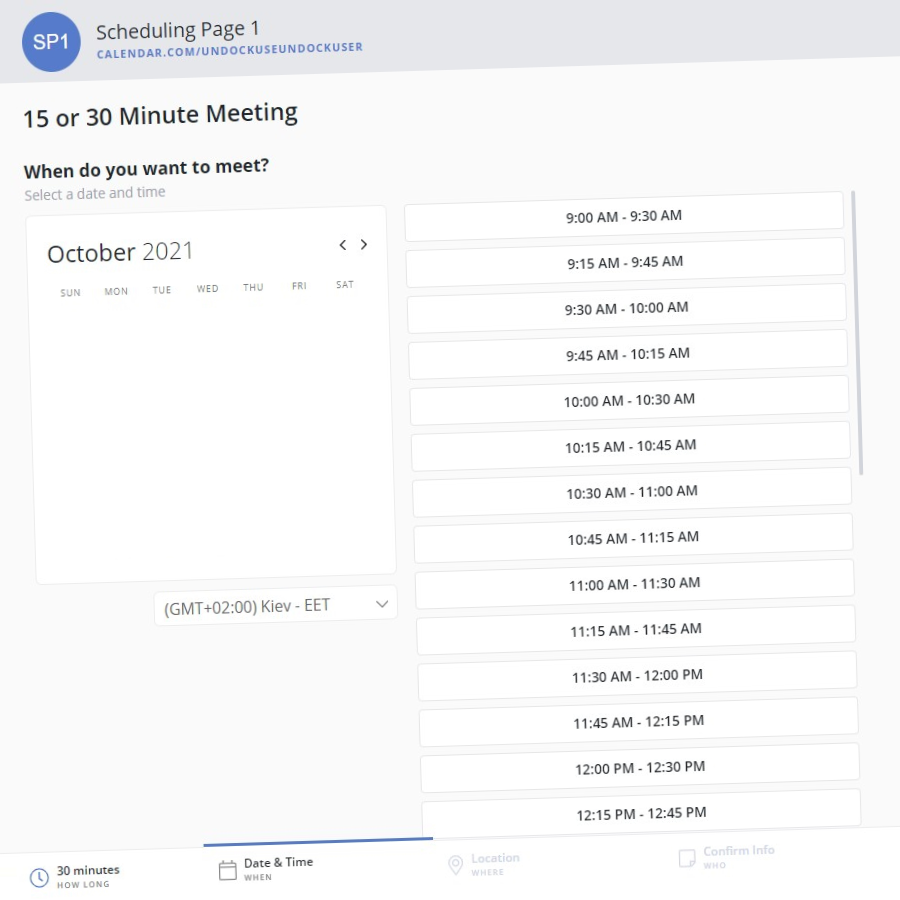 SP1
Scheduling Page 1
CALENDAR.COM/UNDOCKUSEUNDOCKUSER
15 or 30 Minute Meeting
When do you want to meet?
Select a date and time
October 2021
SUN MON TUE WED THU FRI SAT
(GMT+02:00) Kiev - EET
9:00 AM - 9:30 AM
9:15 AM - 9:45 AM
9:30 AM - 10:00 AM
9:45 AM - 10:15 AM
10:00 AM - 10:30 AM
10:15 AM - 10:45 AM
10:30 AM - 11:00 AM
10:45 AM - 11:15 AM
11:00 AM - 11:30 AM
11:15 AM - 11:45 AM
11:30 AM - 12:00 PM
11:45 AM - 12:15 PM
12:00 PM - 12:30 PM
12:15 PM - 12:45 PM
30 minutes
HOW LONG
Date & Time
WHEN
Location
WHERE
Confirm Info
WHO